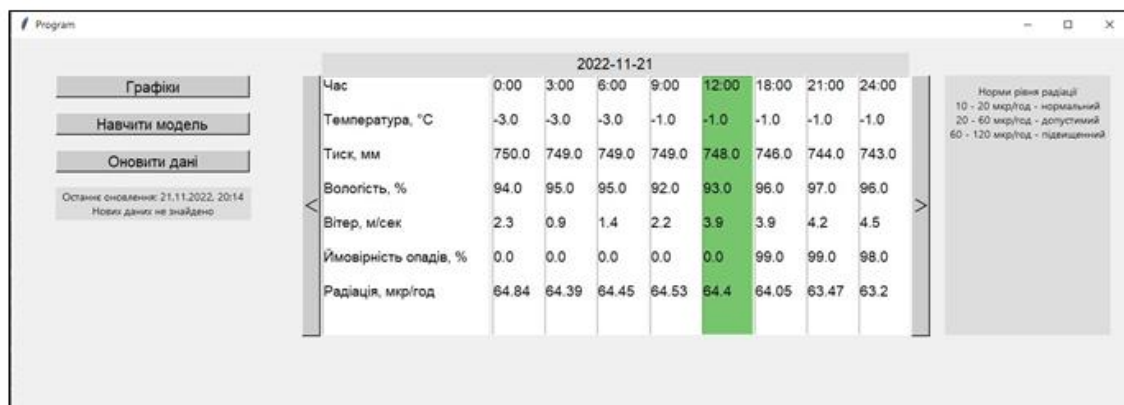 Program
Графіки
Навчити модель
Оновити дані
Останнє оновлення: 21.11.2022, 20:14
Нових даних не знайдено
<
2022-11-21
Час 0:00 3:00 6:00 9:00 12:00 18:00 21:00 24:00
Температура, °C -3.0 -3.0 -3.0 -1.0 -1.0 -1.0 -1.0 -1.0
Тиск, мм 750.0 749.0 749.0 749.0 748.0 746.0 744.0 743.0
Вологість, % 94.0 95.0 95.0 92.0 93.0 96.0 97.0 96.0
Вітер, м/сек 2.3 0.9 1.4 2.2 3.9 3.9 4.2 4.5
Ймовірність опадів, % 0.0 0.0 0.0 0.0 0.0 99.0 99.0 98.0
Радіація, мкр/год 64.84 64.39 64.45 64.53 64.4 64.05 63.47 63.2
>
Норми рівня радіації
10 - 20 мкр/год - нормальний
20 - 60 мкр/год - допустимий
60 - 120 мкр/год - підвищенний